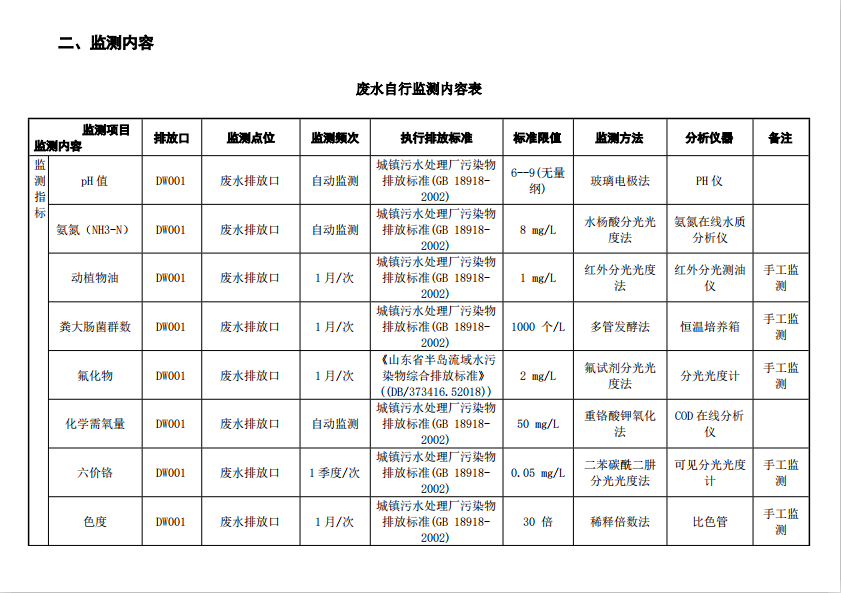 二、监测内容
废水自行监测内容表
监测项目
监测内容
排放口
监测点位
监测频次
执行排放标准
标准限值
监测方法
分析仪器
备注
监
测
指
标
pH 值
DW001
废水排放口
自动监测
城镇污水处理厂污染物
排放标准(GB 18918-
2002)
6--9(无量
纲)
玻璃电极法
PH 仪
氨氮（NH3-N）
DW001
废水排放口
自动监测
城镇污水处理厂污染物
排放标准(GB 18918-
2002)
8 mg/L
水杨酸分光光
度法
氨氮在线水质
分析仪
动植物油
DW001
废水排放口
1 月/次
城镇污水处理厂污染物
排放标准(GB 18918-
2002)
1 mg/L
红外分光光度
法
红外分光测油
仪
手工监
测
粪大肠菌群数
DW001
废水排放口
1 月/次
城镇污水处理厂污染物
排放标准(GB 18918-
2002)
1000 个/L
多管发酵法
恒温培养箱
手工监
测
氟化物
DW001
废水排放口
1 月/次
《山东省半岛流域水污
染物综合排放标准》
((DB/373416.52018))
2 mg/L
氟试剂分光光
度法
分光光度计
手工监
测
化学需氧量
DW001
废水排放口
自动监测
城镇污水处理厂污染物
排放标准(GB 18918-
2002)
50 mg/L
重铬酸钾氧化
法
COD 在线分析
仪
六价铬
DW001
废水排放口
1 季度/次
城镇污水处理厂污染物
排放标准(GB 18918-
2002)
0.05 mg/L
二苯碳酰二肼
分光光度法
可见分光光度
计
手工监
测
色度
DW001
废水排放口
1 月/次
城镇污水处理厂污染物
排放标准(GB 18918-
2002)
30 倍
稀释倍数法
比色管
手工监
测